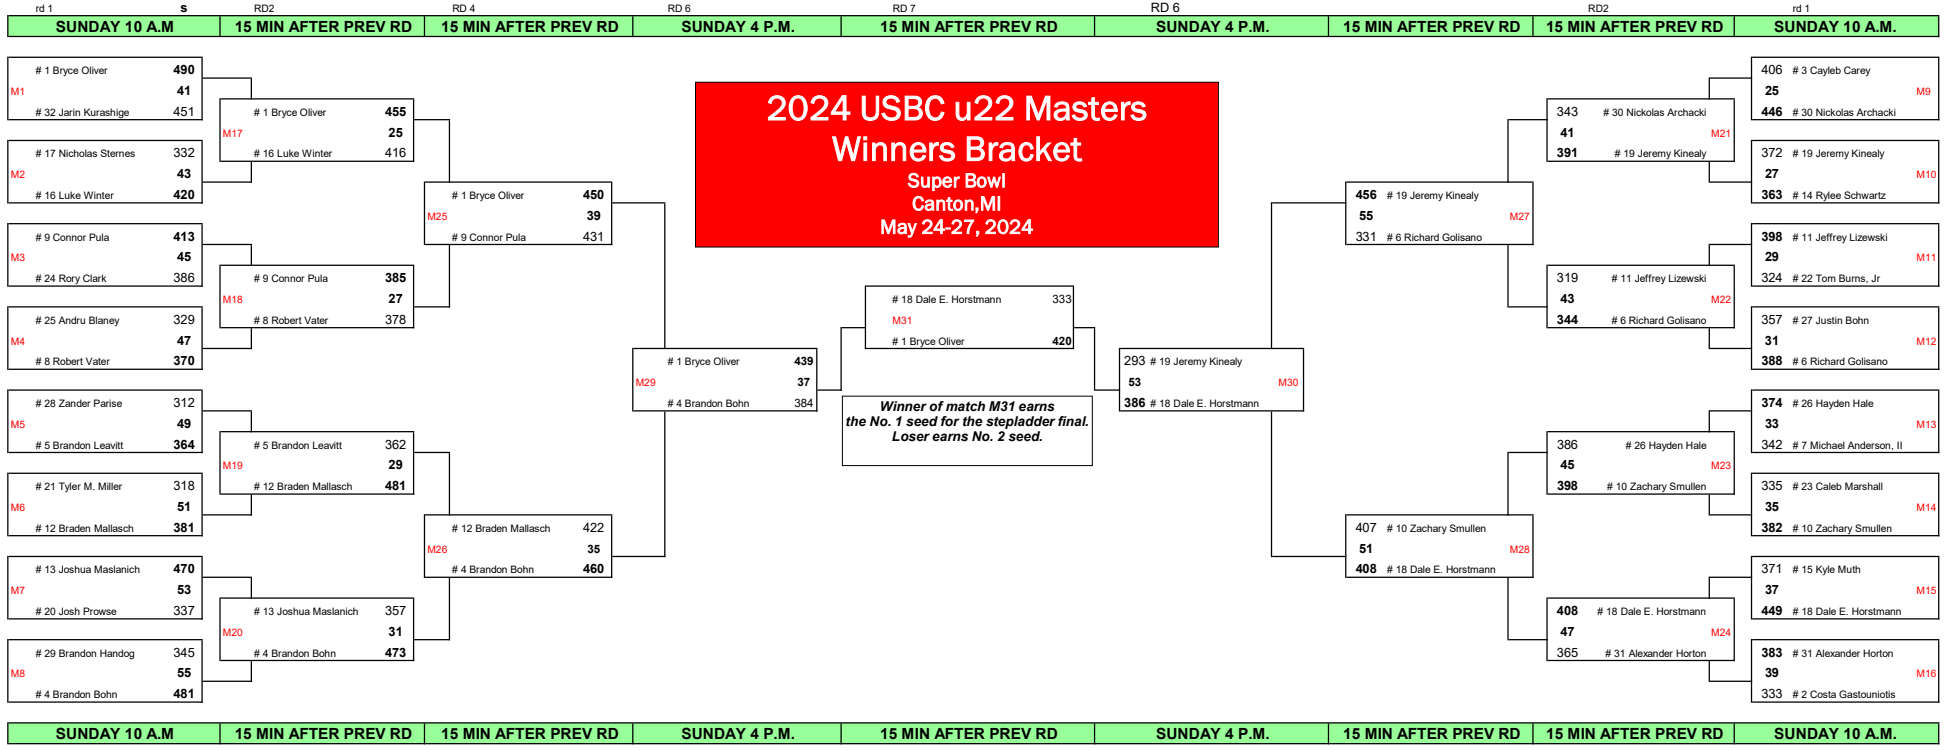 rd 1 s RD2 RD 4 RD 6 RD 7 RD 6 RD2 rd 1
SUNDAY 10 A.M 15 MIN AFTER PREV RD 15 MIN AFTER PREV RD SUNDAY 4 P.M. 15 MIN AFTER PREV RD SUNDAY 4 P.M. 15 MIN AFTER PREV RD 15 MIN AFTER PREV RD SUNDAY 10 A.M.
# 1 Bryce Oliver 490
M1 41
# 32 Jarin Kurashige 451
# 17 Nicholas Sternes 332
M2 43
# 16 Luke Winter 420
# 9 Connor Pula 413
M3 45
# 24 Rory Clark 386
# 25 Andru Blaney 329
M4 47
# 8 Robert Vater 370
# 28 Zander Parise 312
M5 49
# 5 Brandon Leavitt 364
# 21 Tyler M. Miller 318
M6 51
# 12 Braden Mallasch 381
# 13 Joshua Maslanich 470
M7 53
# 20 Josh Prowse 337
# 29 Brandon Handog 345
M8 55
# 4 Brandon Bohn 481
# 1 Bryce Oliver 455
M17 25
# 16 Luke Winter 416
# 9 Connor Pula 385
M18 27
# 8 Robert Vater 378
# 5 Brandon Leavitt 362
M19 29
# 12 Braden Mallasch 481
# 13 Joshua Maslanich 357
M20 31
# 4 Brandon Bohn 473
# 1 Bryce Oliver 450
M25 39
# 9 Connor Pula 431
# 12 Braden Mallasch 422
M26 35
# 4 Brandon Bohn 460
# 1 Bryce Oliver 439
M29 37
# 4 Brandon Bohn 384
2024 USBC u22 Masters
Winners Bracket
Super Bowl
Canton,MI
May 24-27, 2024
# 18 Dale E. Horstmann 333
M31
# 1 Bryce Oliver 420
Winner of match M31 earns
the No. 1 seed for the stepladder final.
Loser earns No. 2 seed.
293 # 19 Jeremy Kinealy
53 M30
386 # 18 Dale E. Horstmann
456 # 19 Jeremy Kinealy
55 M27
331 # 6 Richard Golisano
407 # 10 Zachary Smullen
51 M28
408 # 18 Dale E. Horstmann
343 # 30 Nickolas Archacki
41 M21
391 # 19 Jeremy Kinealy
319 # 11 Jeffrey Lizewski
43 M22
344 # 6 Richard Golisano
386 # 26 Hayden Hale
45 M23
398 # 10 Zachary Smullen
408 # 18 Dale E. Horstmann
47 M24
365 # 31 Alexander Horton
406 # 3 Cayleb Carey
25 M9
446 # 30 Nickolas Archacki
372 # 19 Jeremy Kinealy
27 M10
363 # 14 Rylee Schwartz
398 # 11 Jeffrey Lizewski
29 M11
324 # 22 Tom Burns, Jr
357 # 27 Justin Bohn
31 M12
388 # 6 Richard Golisano
374 # 26 Hayden Hale
33 M13
342 # 7 Michael Anderson, II
335 # 23 Caleb Marshall
35 M14
382 # 10 Zachary Smullen
371 # 15 Kyle Muth
37 M15
449 # 18 Dale E. Horstmann
383 # 31 Alexander Horton
39 M16
333 # 2 Costa Gastouniotis
SUNDAY 10 A.M 15 MIN AFTER PREV RD 15 MIN AFTER PREV RD SUNDAY 4 P.M. 15 MIN AFTER PREV RD SUNDAY 4 P.M. 15 MIN AFTER PREV RD 15 MIN AFTER PREV RD SUNDAY 10 A.M.